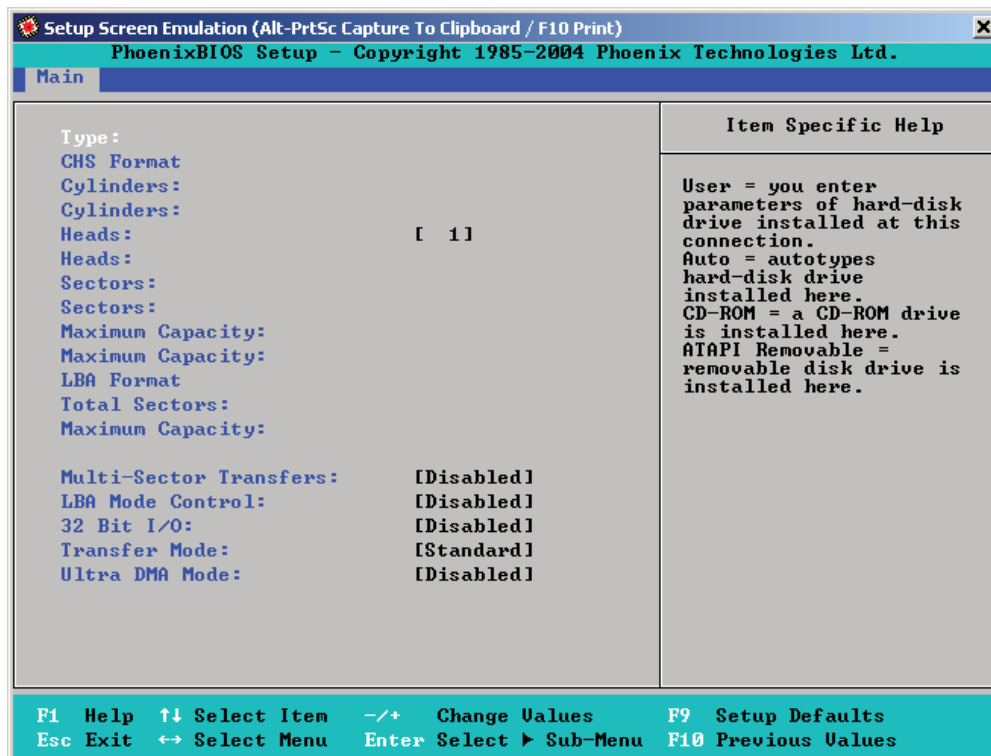 Setup Screen Emulation (Alt-PrtSc Capture To Clipboard / F10 Print)
PhoenixBIOS Setup - Copyright 1985-2004 Phoenix Technologies Ltd.
Main
Type:
CHS Format
Cylinders:
Cylinders:
Heads: [ 1]
Heads:
Sectors:
Sectors:
Maximum Capacity:
Maximum Capacity:
LBA Format
Total Sectors:
Maximum Capacity:
Multi-Sector Transfers: [Disabled]
LBA Mode Control: [Disabled]
32 Bit I/O: [Disabled]
Transfer Mode: [Standard]
Ultra DMA Mode: [Disabled]
Item Specific Help
User = you enter
parameters of hard-disk
drive installed at this
connection.
Auto = autotypes
hard-disk drive
installed here.
CD-ROM = a CD-ROM drive
is installed here.
ATAPI Removable =
removable disk drive is
installed here.
F1 Help ↑↓ Select Item -/+ Change Values F9 Setup Defaults
Esc Exit ↔ Select Menu Enter Select ▶ Sub-Menu F10 Previous Values